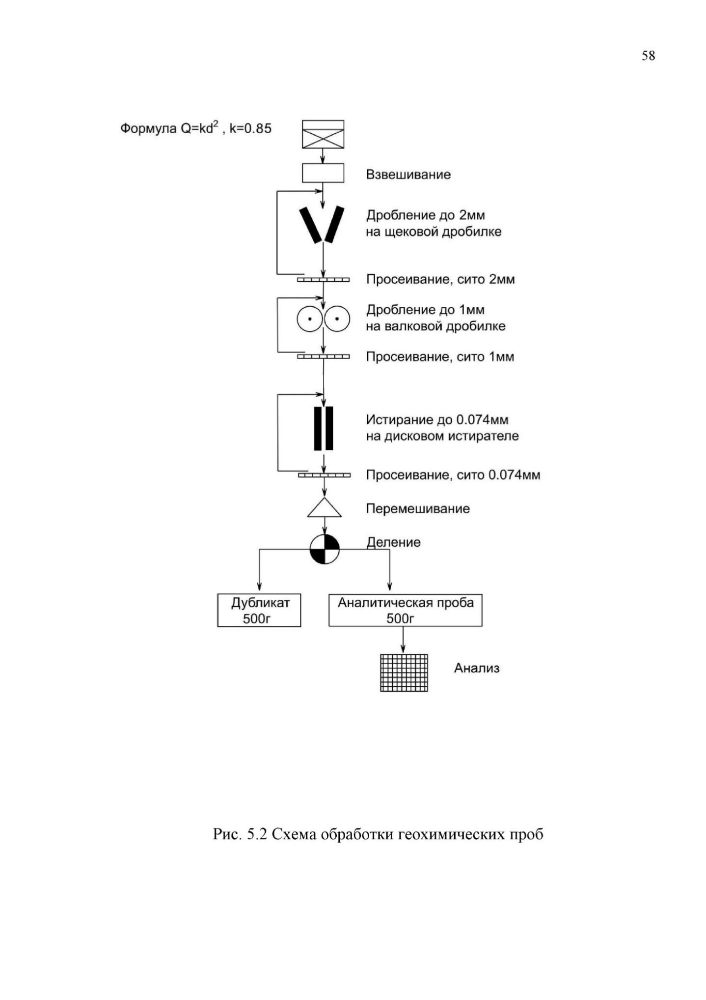 58
Формула Q=kd² , k=0.85
Взвешивание
Дробление до 2мм
на щековой дробилке
Просеивание, сито 2мм
Дробление до 1мм
на валковой дробилке
Просеивание, сито 1мм
Истирание до 0.074мм
на дисковом истирателе
Просеивание, сито 0.074мм
Перемешивание
Деление
Дубликат
500г
Аналитическая проба
500г
Анализ
Рис. 5.2 Схема обработки геохимических проб